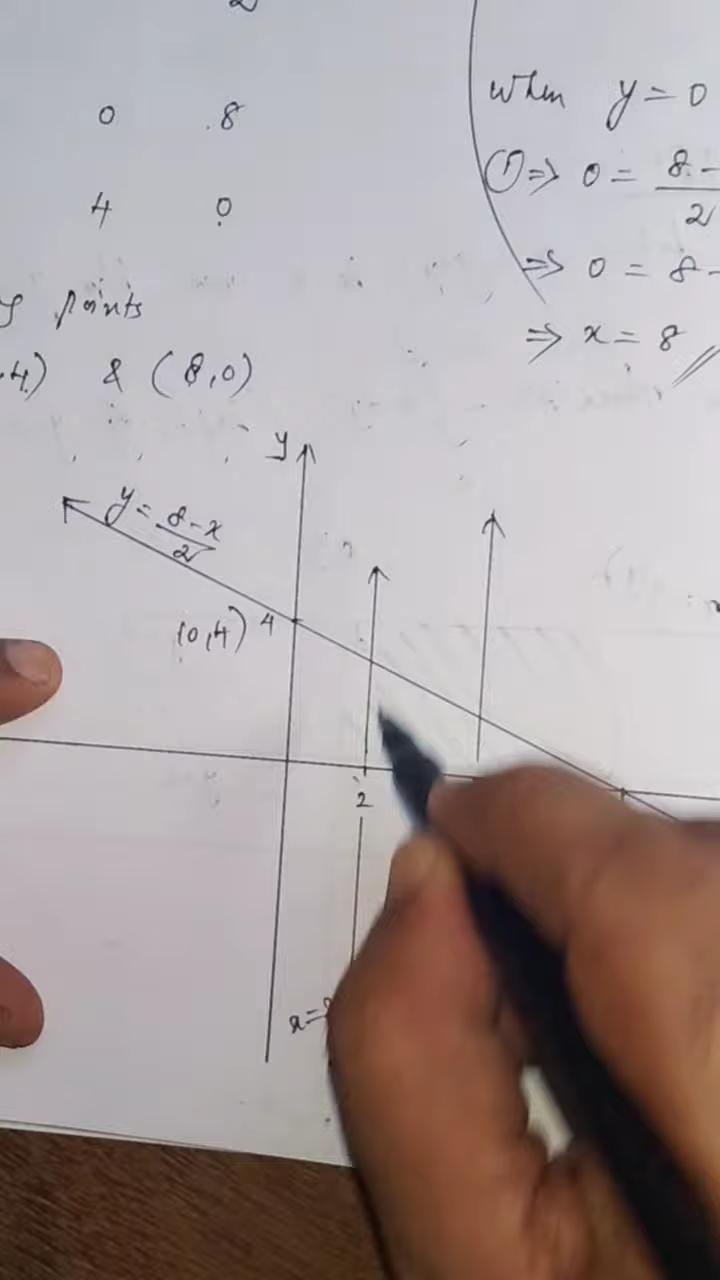 0 8
4 0
points
,4) & (8,0)
when y = 0
① ⇒ 0 = 8 - / 2
⇒ 0 = 8 -
⇒ x = 8 //
y
y = 8 - x / 2
(0,4) 4
2
x =